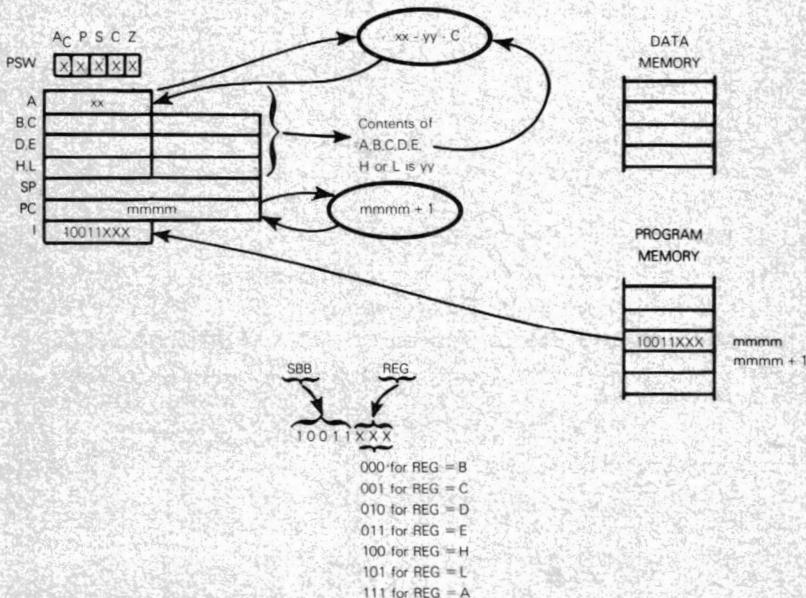 A_C P S C Z
PSW X X X X X
A xx
B,C
D,E
H,L
SP
PC mmmm
I 10011XXX
xx - yy - C
Contents of
A,B,C,D,E,
H or L is yy
mmmm + 1
DATA
MEMORY
PROGRAM
MEMORY
10011XXX mmmm
mmmm + 1
SBB REG
10011XXX
000 for REG = B
001 for REG = C
010 for REG = D
011 for REG = E
100 for REG = H
101 for REG = L
111 for REG = A